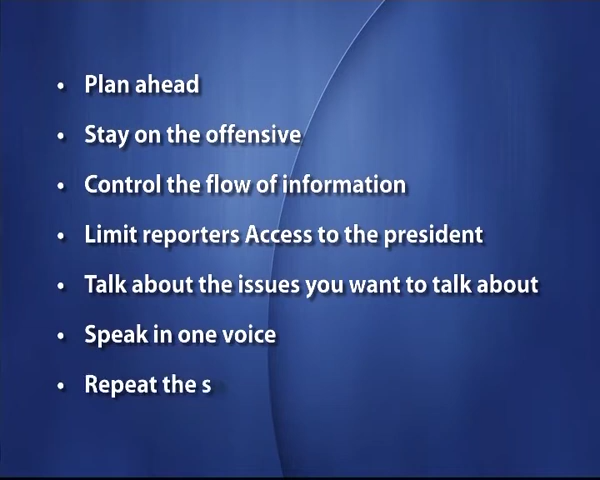 • Plan ahead
• Stay on the offensive
• Control the flow of information
• Limit reporters Access to the president
• Talk about the issues you want to talk about
• Speak in one voice
• Repeat the s